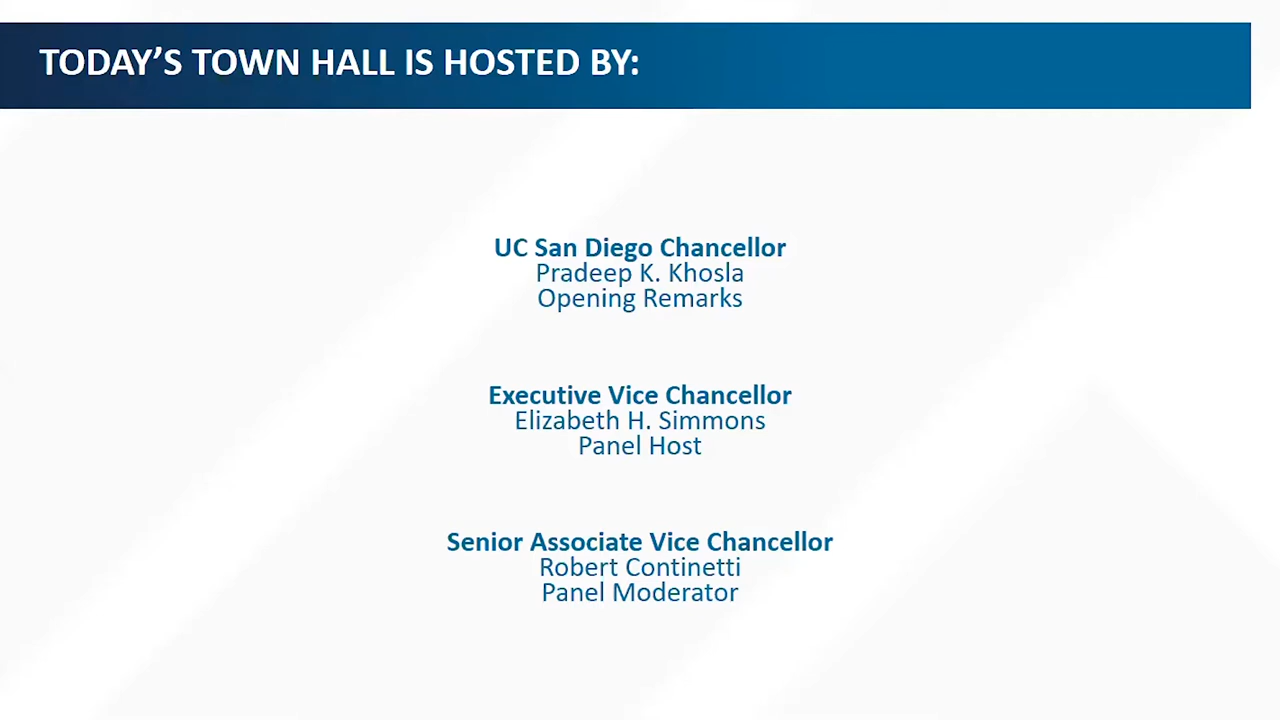 TODAY’S TOWN HALL IS HOSTED BY:
UC San Diego Chancellor
Pradeep K. Khosla
Opening Remarks
Executive Vice Chancellor
Elizabeth H. Simmons
Panel Host
Senior Associate Vice Chancellor
Robert Continetti
Panel Moderator